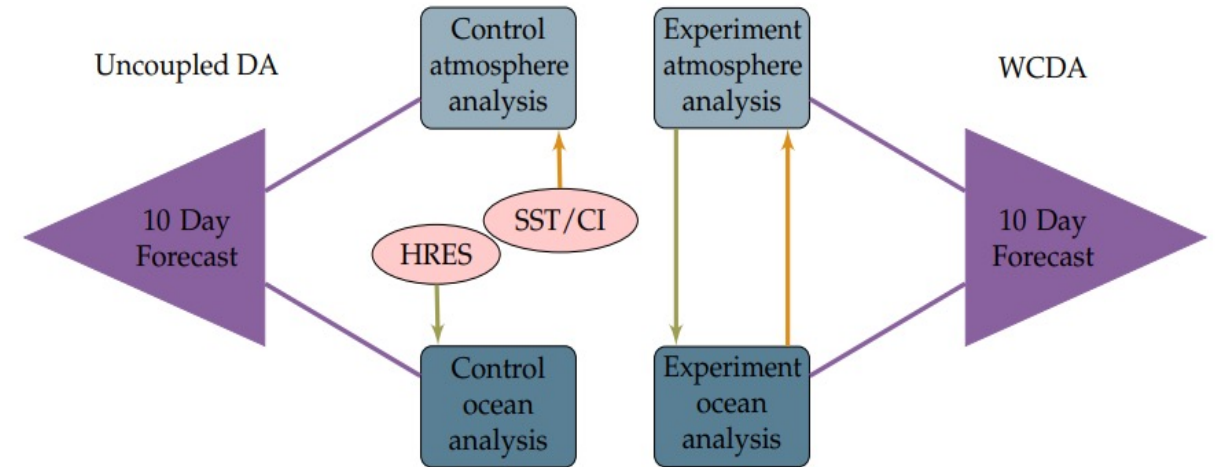 Uncoupled DA
Control
atmosphere
analysis
Experiment
atmosphere
analysis
WCDA
10 Day
Forecast
SST/CI
HRES
10 Day
Forecast
Control
ocean
analysis
Experiment
ocean
analysis